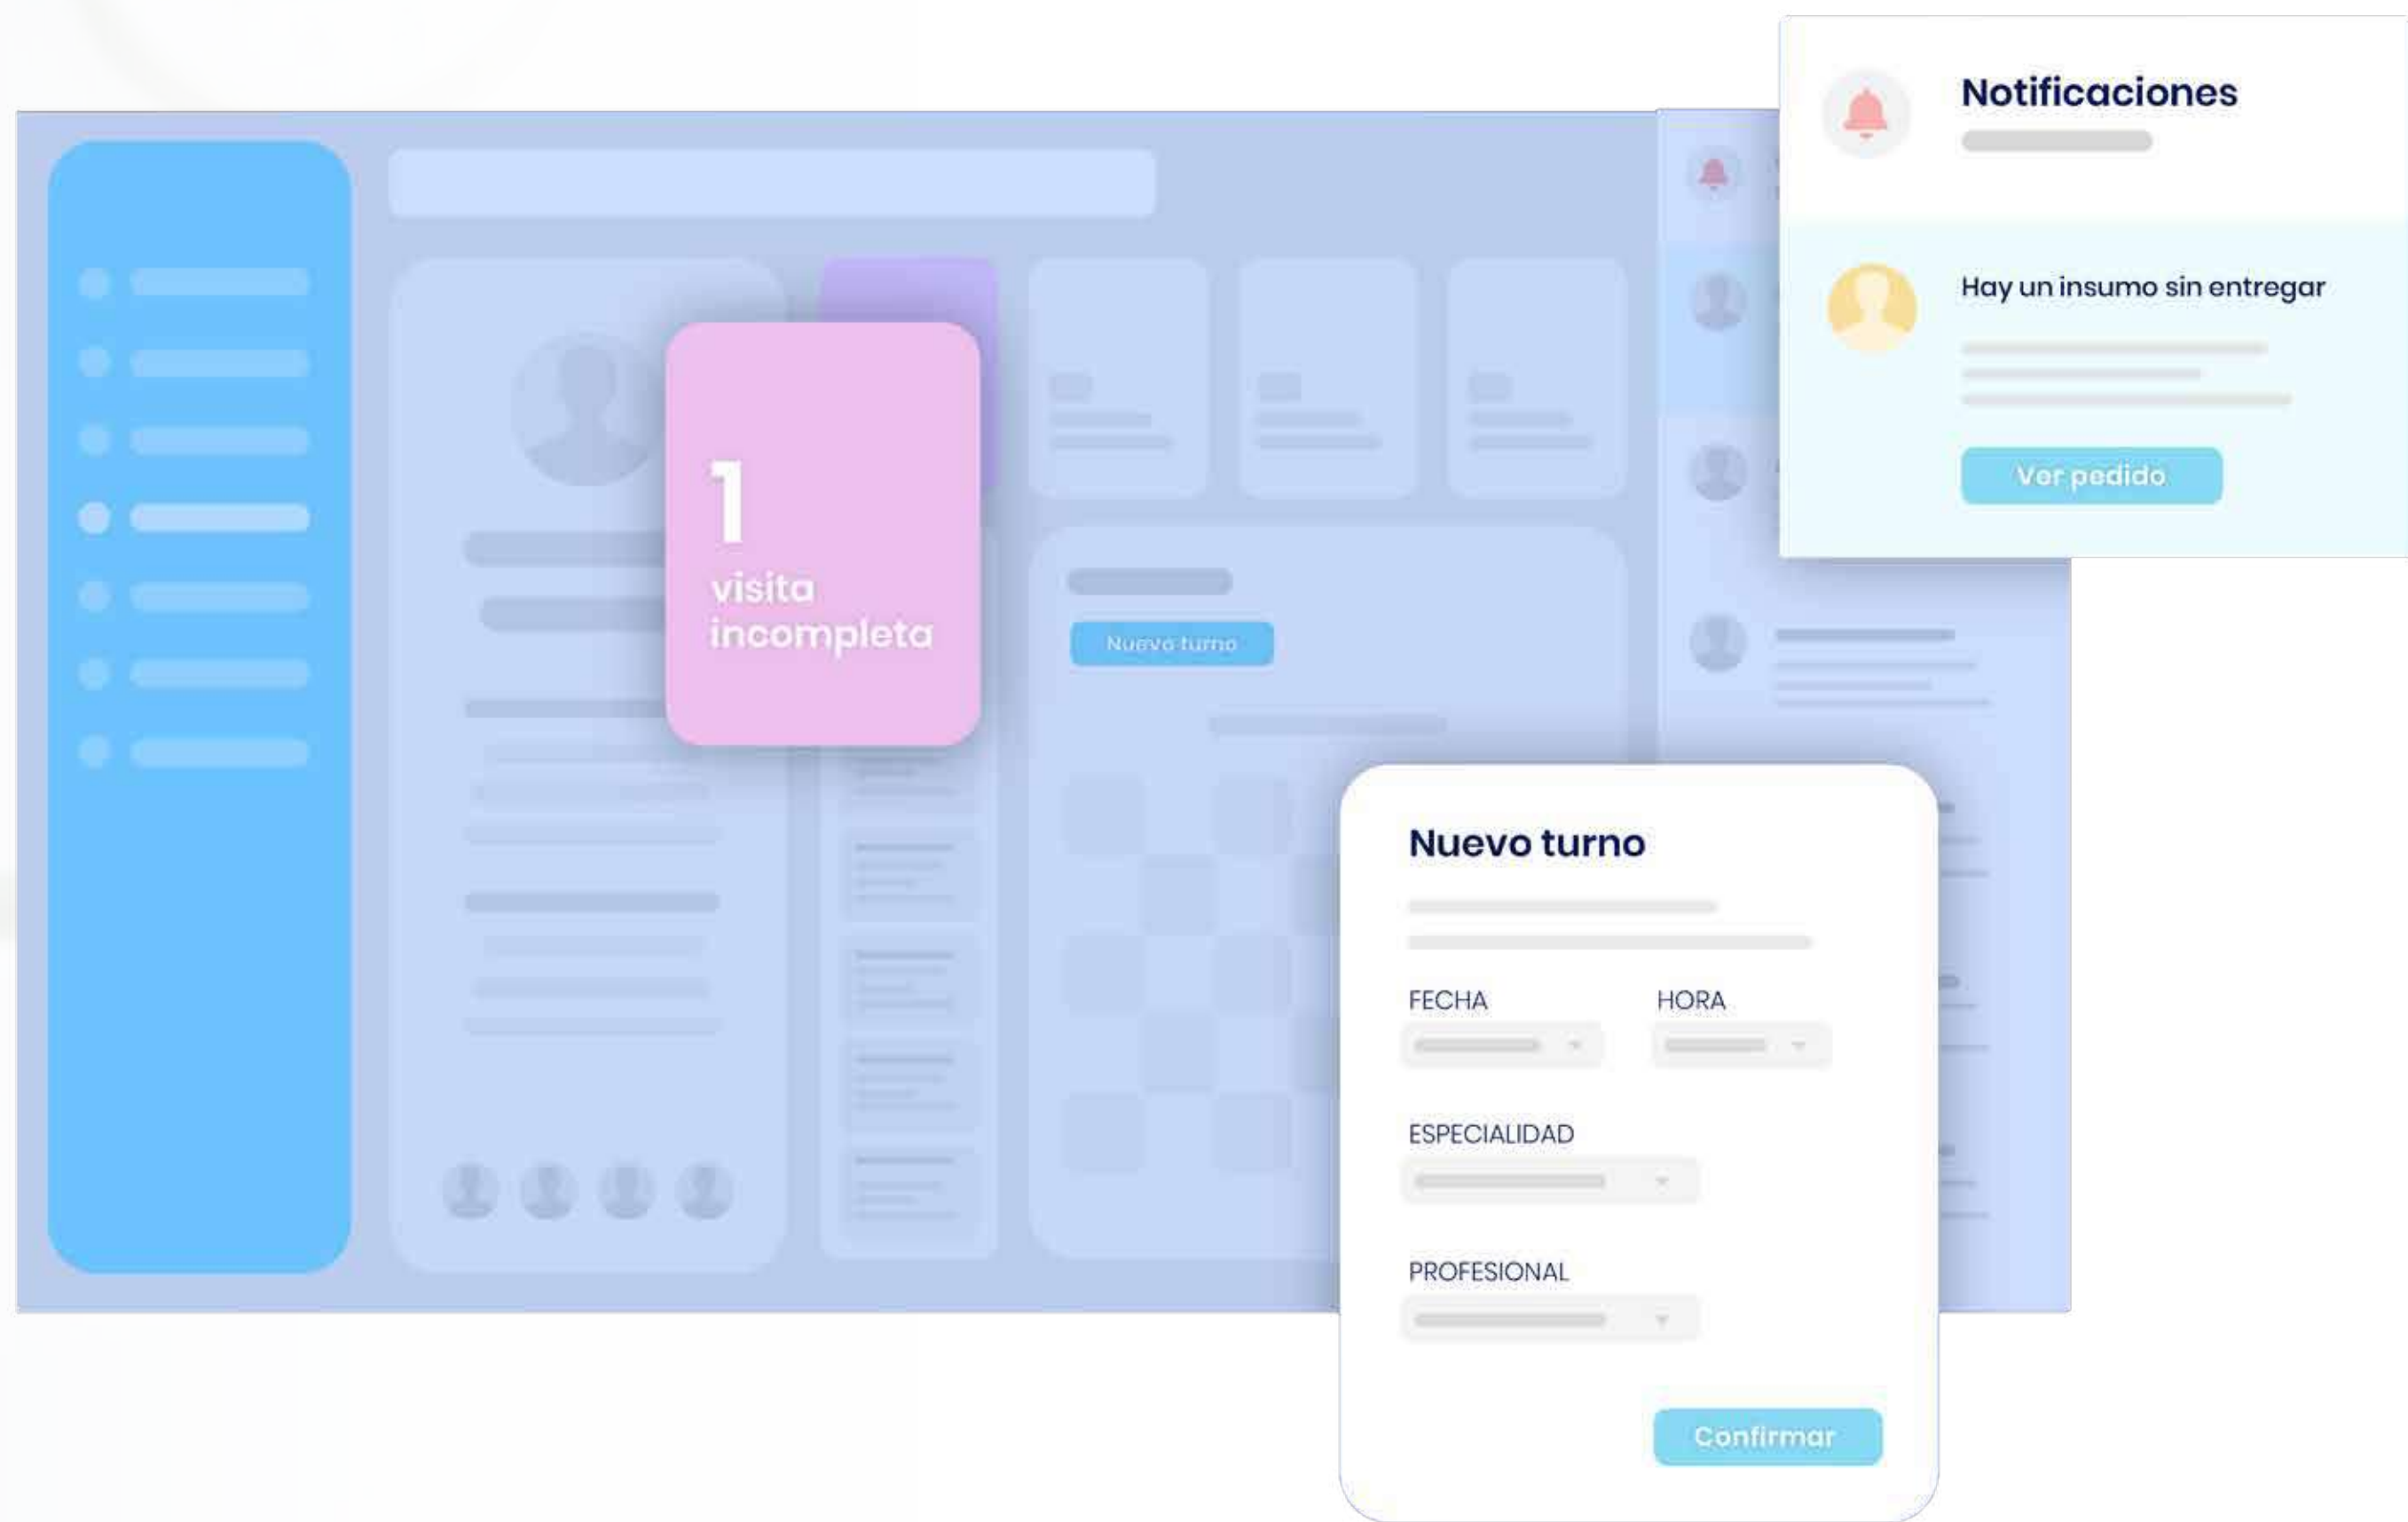 Notificaciones
Hay un insumo sin entregar
Ver pedido
1
visita
incompleta
Nuevo turno
Nuevo turno
FECHA
HORA
ESPECIALIDAD
PROFESIONAL
Confirmar